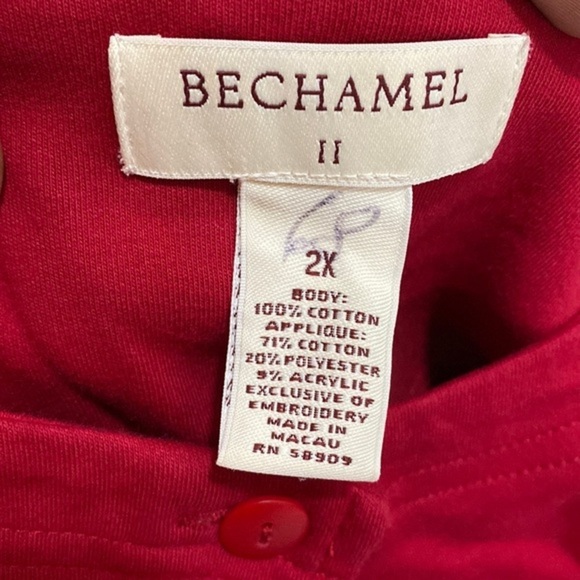 BECHAMEL
II
2X
BODY:
100% COTTON
APPLIQUE:
71% COTTON
20% POLYESTER
9% ACRYLIC
EXCLUSIVE OF
EMBROIDERY
MADE IN
MACAU
RN 58909